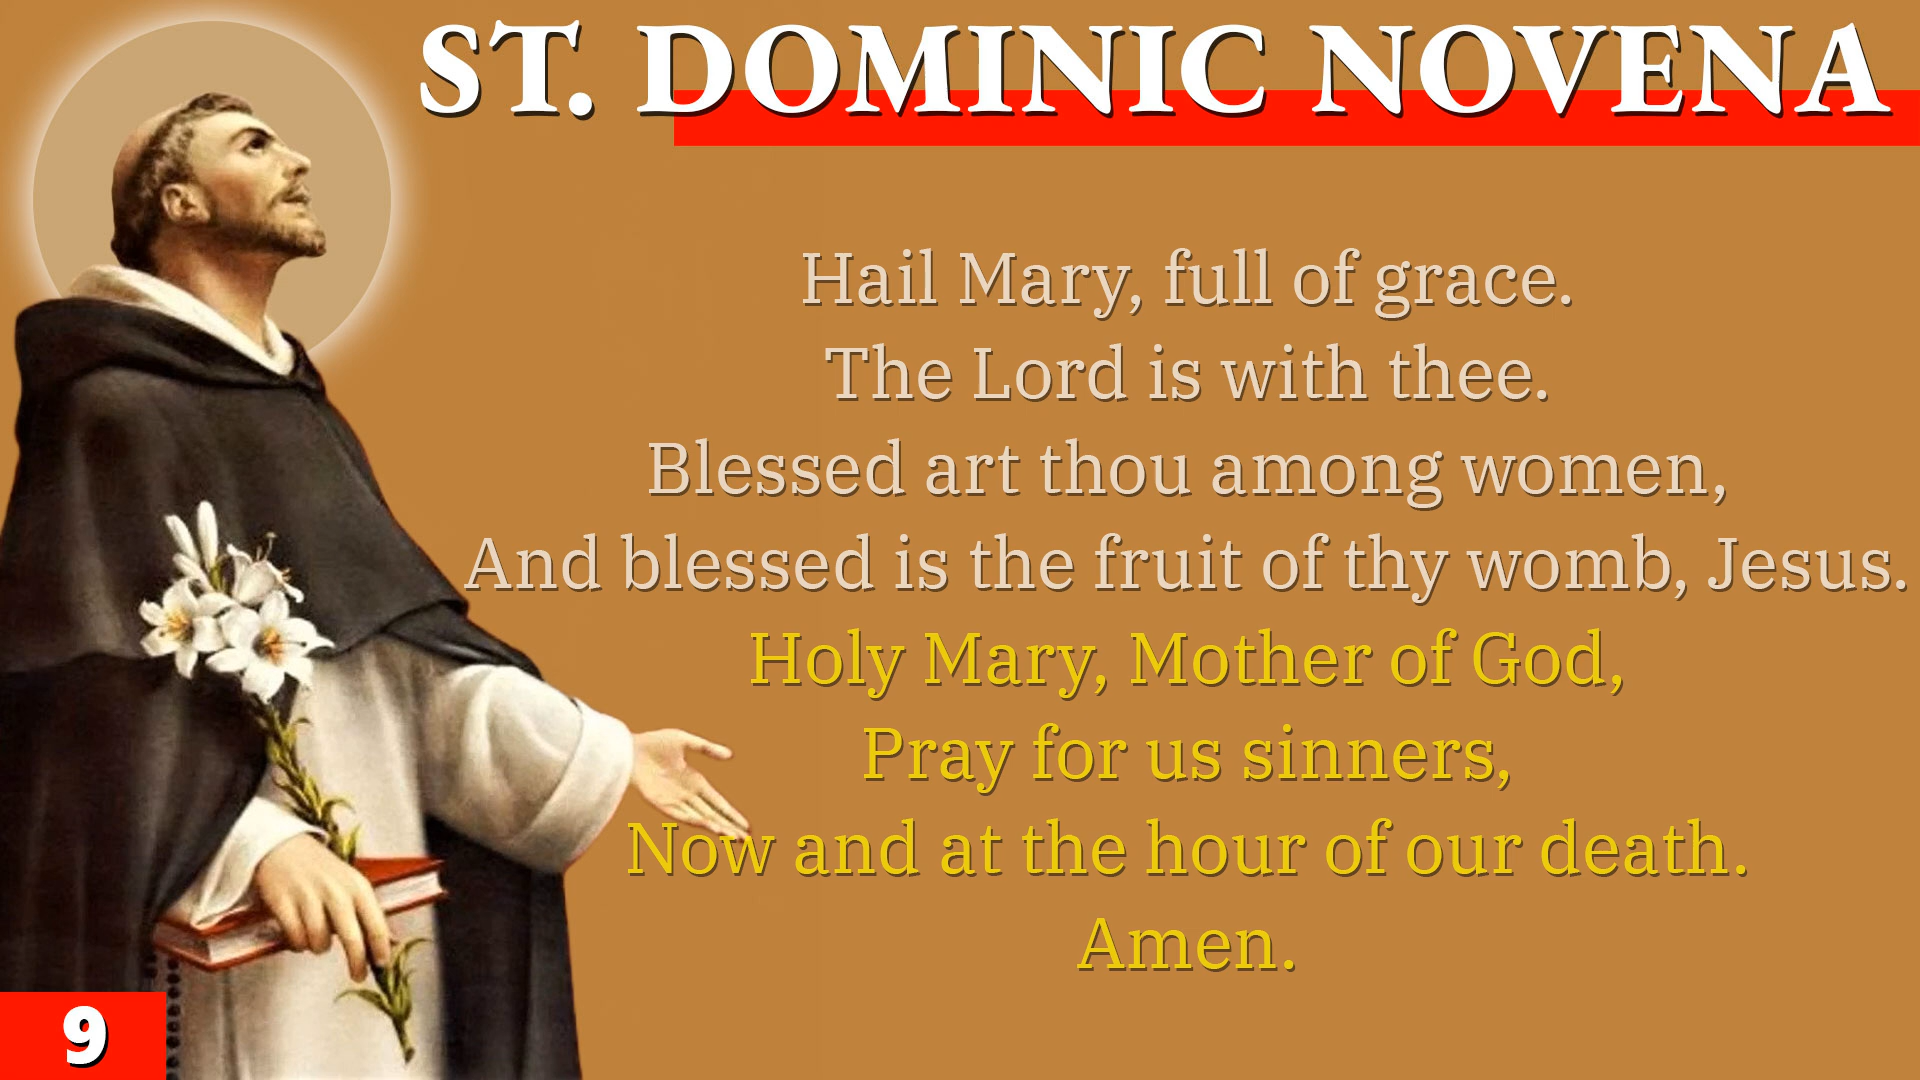 ST. DOMINIC NOVENA
Hail Mary, full of grace.
The Lord is with thee.
Blessed art thou among women,
And blessed is the fruit of thy womb, Jesus.
Holy Mary, Mother of God,
Pray for us sinners,
Now and at the hour of our death.
Amen.
9